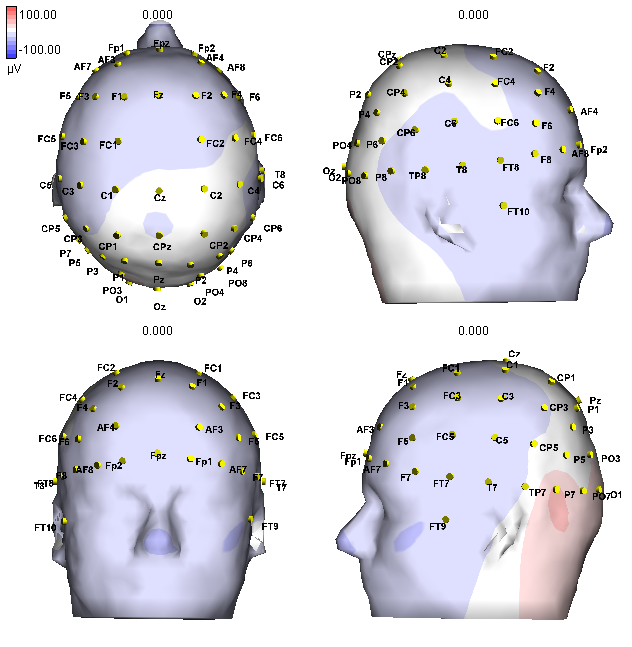 100.00
-100.00
µV
0.000
0.000
Fp1
Fpz
Fp2
AF7
AF4
AF8
F5
F3
F1
Fz
F2
F4
F6
FC5
FC3
FC1
FC2
FC4
FC6
C5
C3
C1
Cz
C2
C4
T8
C6
CP5
CP3
CP1
CPz
CP2
CP4
CP6
P7
P5
P3
P1
Pz
P2
P4
P6
PO3
PO4
PO8
O1
Oz
O2
CPz
CP2
C2
FC2
F2
P2
CP4
C4
FC4
F4
AF4
P4
CP6
C6
FC6
F6
PO4
P6
F8
AF8
Fp2
Oz
O2
PO8
P8
TP8
T8
FT8
FT10
0.000
0.000
FC2
Fz
FC1
F2
F1
FC4
F4
FC3
F3
AF4
AF3
FC6
F6
F5
FC5
F8
AF8
Fp2
Fpz
Fp1
AF7
F7
FT8
T8
FT7
T7
FT10
FT9
Cz
C1
Fz
F1
FC1
CP1
F3
FC3
C3
CP3
Pz
P1
AF3
F5
FC5
C5
CP5
P3
P5
PO3
Fpz
Fp1
AF7
F7
FT7
T7
TP7
P7
PO7
O1
FT9